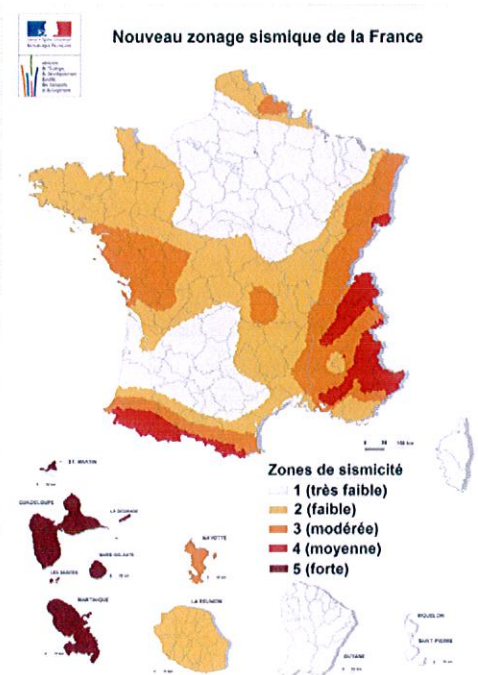 Nouveau zonage sismique de la France
Zones de sismicité
1 (très faible)
2 (faible)
3 (modérée)
4 (moyenne)
5 (forte)
ST. MARTIN
GUADELOUPE
LA DESIRADE
MARIE-GALANTE
LES SAINTES
MAYOTTE
MARTINIQUE
LA REUNION
GUYANE
MIQUELON
SAINT-PIERRE